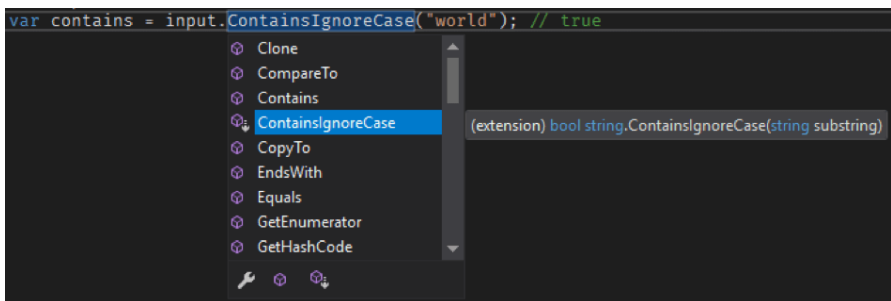 var contains = input.ContainsIgnoreCase("world"); // true
Clone
CompareTo
Contains
ContainsIgnoreCase
(extension) bool string.ContainsIgnoreCase(string substring)
CopyTo
EndsWith
Equals
GetEnumerator
GetHashCode